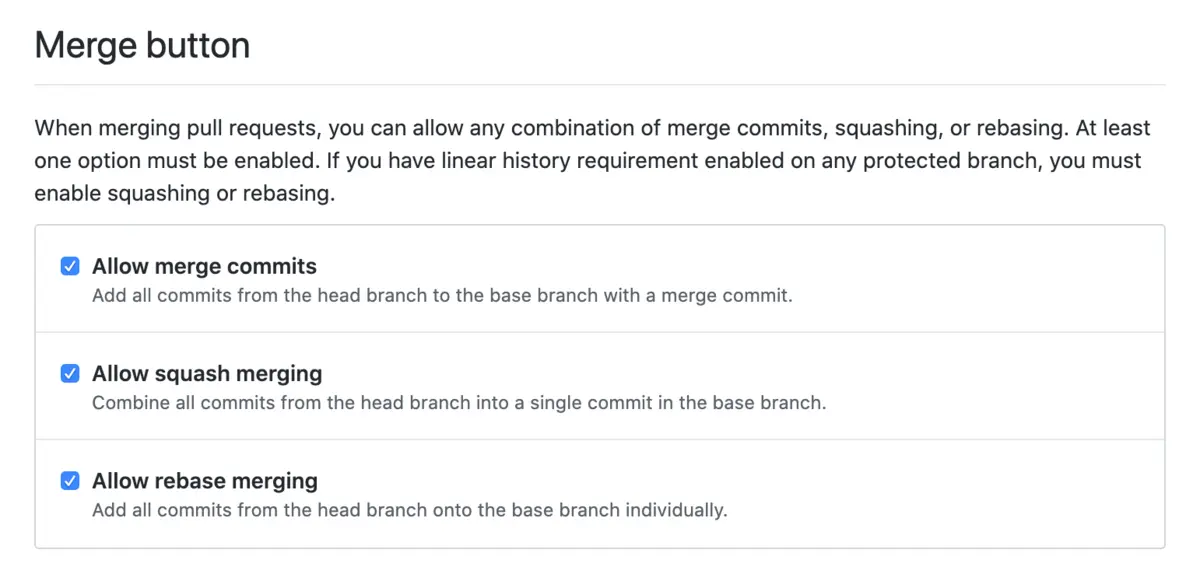 Merge button
When merging pull requests, you can allow any combination of merge commits, squashing, or rebasing. At least
one option must be enabled. If you have linear history requirement enabled on any protected branch, you must
enable squashing or rebasing.
Allow merge commits
Add all commits from the head branch to the base branch with a merge commit.
Allow squash merging
Combine all commits from the head branch into a single commit in the base branch.
Allow rebase merging
Add all commits from the head branch onto the base branch individually.